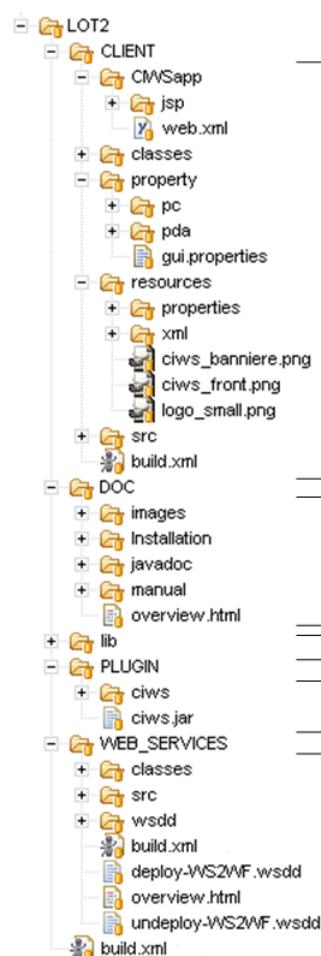 LOT2
CLIENT
CIWSapp
jsp
web.xml
classes
property
pc
pda
gui.properties
resources
properties
xml
ciws_banniere.png
ciws_front.png
logo_small.png
src
build.xml
DOC
images
Installation
javadoc
manual
overview.html
lib
PLUGIN
ciws
ciws.jar
WEB_SERVICES
classes
src
wsdd
build.xml
deploy-WS2WF.wsdd
overview.html
undeploy-WS2WF.wsdd
build.xml